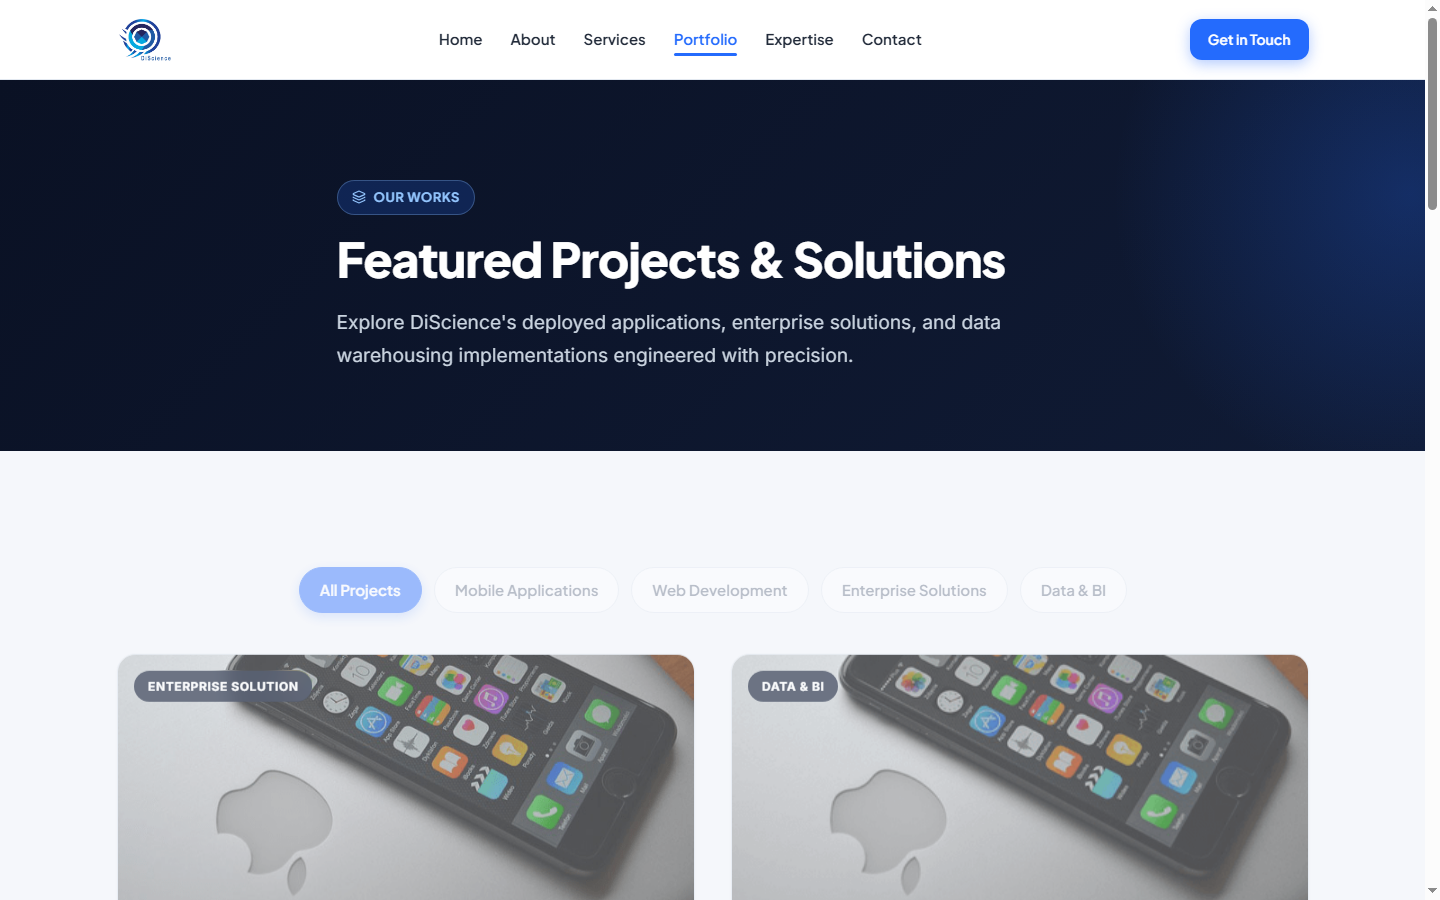 DiScience
Home
About
Services
Portfolio
Expertise
Contact
Get in Touch
OUR WORKS
Featured Projects & Solutions
Explore DiScience's deployed applications, enterprise solutions, and data
warehousing implementations engineered with precision.
All Projects
Mobile Applications
Web Development
Enterprise Solutions
Data & BI
ENTERPRISE SOLUTION
DATA & BI